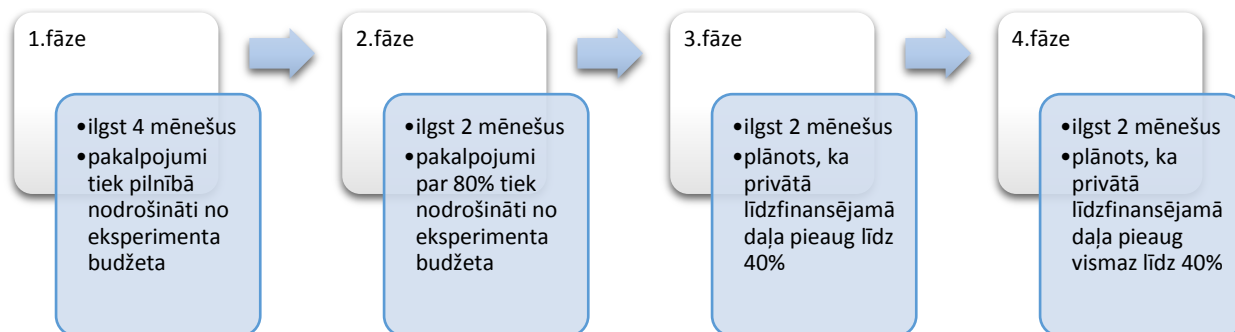 1.fāze
•ilgst 4 mēnešus
•pakalpojumi
tiek pilnībā
nodrošināti no
eksperimenta
budžeta
2.fāze
•ilgst 2 mēnešus
•pakalpojumi
par 80% tiek
nodrošināti no
eksperimenta
budžeta
3.fāze
•ilgst 2 mēnešus
•plānots, ka
privātā
līdzfinansējamā
daļa pieaug līdz
40%
4.fāze
•ilgst 2 mēnešus
•plānots, ka
privātā
līdzfinansējamā
daļa pieaug
vismaz līdz 40%